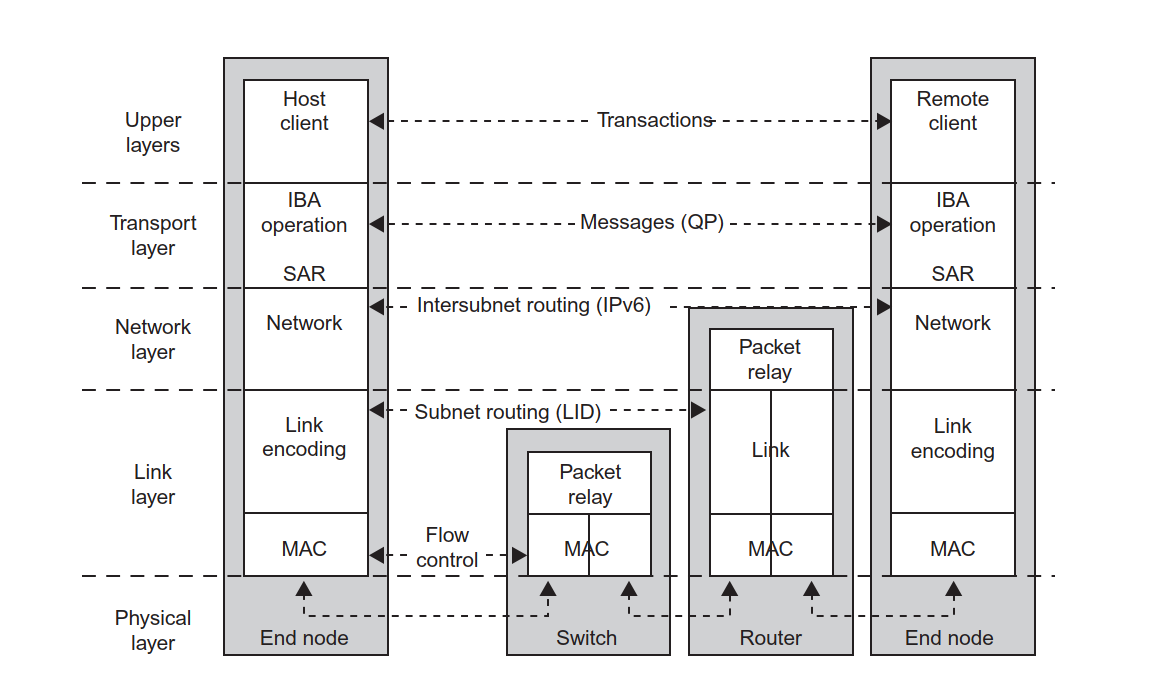 Upper
layers
Host
client
Transactions
Remote
client
Transport
layer
IBA
operation
SAR
Messages (QP)
IBA
operation
SAR
Network
layer
Network
Intersubnet routing (IPv6)
Packet
relay
Network
Link
layer
Link
encoding
MAC
Subnet routing (LID)
Flow
control
Packet
relay
MAC
Link
MAC
Link
encoding
MAC
Physical
layer
End node
Switch
Router
End node